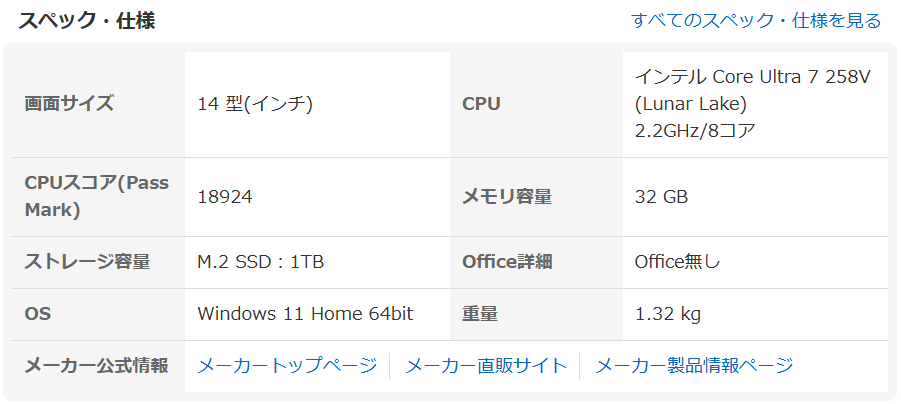 スペック・仕様
すべてのスペック・仕様を見る
画面サイズ
14 型(インチ)
CPU
インテル Core Ultra 7 258V
(Lunar Lake)
2.2GHz/8コア
CPUスコア(Pass
Mark)
18924
メモリ容量
32 GB
ストレージ容量
M.2 SSD：1TB
Office詳細
Office無し
OS
Windows 11 Home 64bit
重量
1.32 kg
メーカー公式情報
メーカートップページ
メーカー直販サイト
メーカー製品情報ページ